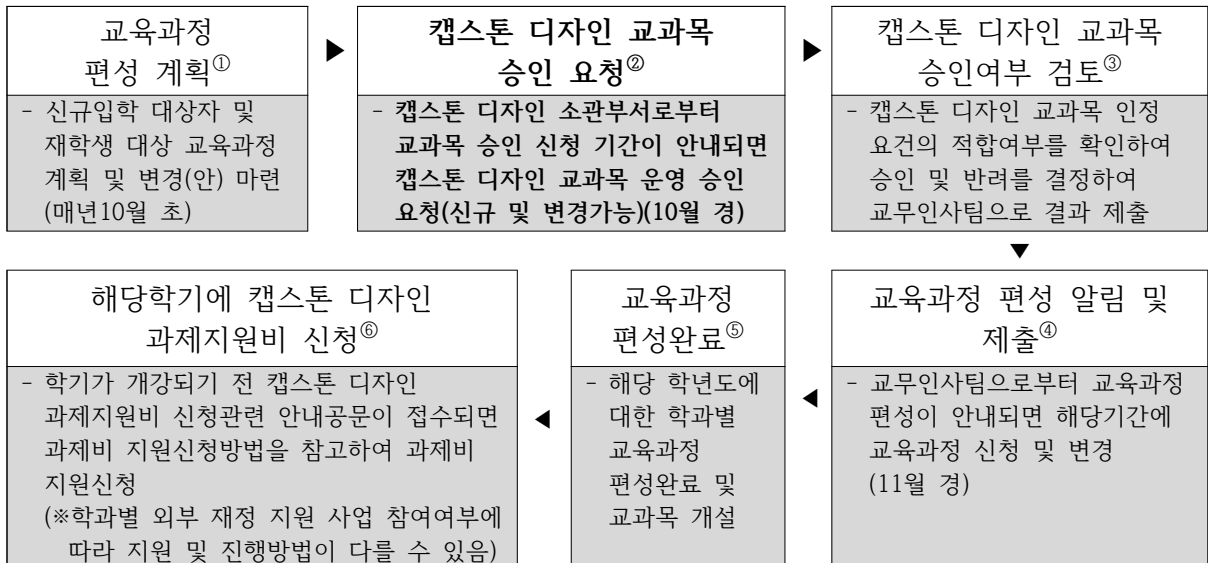 교육과정
편성 계획①
- 신규입학 대상자 및
재학생 대상 교육과정
계획 및 변경(안) 마련
(매년10월 초)
▶
캡스톤 디자인 교과목
승인 요청②
- 캡스톤 디자인 소관부서로부터
교과목 승인 신청 기간이 안내되면
캡스톤 디자인 교과목 운영 승인
요청(신규 및 변경가능)(10월 경)
▶
캡스톤 디자인 교과목
승인여부 검토③
- 캡스톤 디자인 교과목 인정
요건의 적합여부를 확인하여
승인 및 반려를 결정하여
교무인사팀으로 결과 제출
▼
교육과정 편성 알림 및
제출④
- 교무인사팀으로부터 교육과정
편성이 안내되면 해당기간에
교육과정 신청 및 변경
(11월 경)
◀
교육과정
편성완료⑤
- 해당 학년도에
대한 학과별
교육과정
편성완료 및
교과목 개설
◀
해당학기에 캡스톤 디자인
과제지원비 신청⑥
- 학기가 개강되기 전 캡스톤 디자인
과제지원비 신청관련 안내공문이 접수되면
과제비 지원신청방법을 참고하여 과제비
지원신청
(※학과별 외부 재정 지원 사업 참여여부에
따라 지원 및 진행방법이 다를 수 있음)